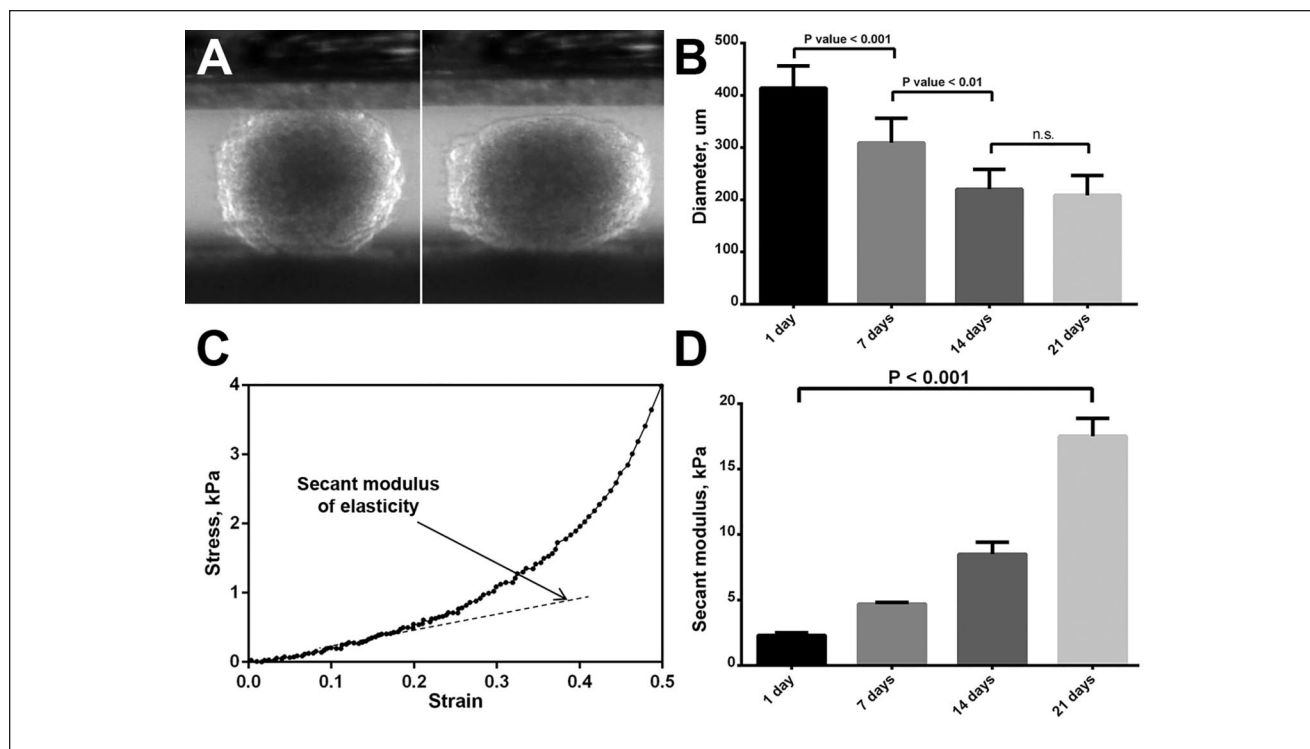 A
B
P value < 0.001
P value < 0.01
n.s.
Diameter, um
500
400
300
200
100
0
1 day
7 days
14 days
21 days
C
Stress, kPa
4
3
2
1
0
Secant modulus
of elasticity
0.0
0.1
0.2
0.3
0.4
0.5
Strain
D
P < 0.001
Secant modulus, kPa
20
15
10
5
0
1 day
7 days
14 days
21 days